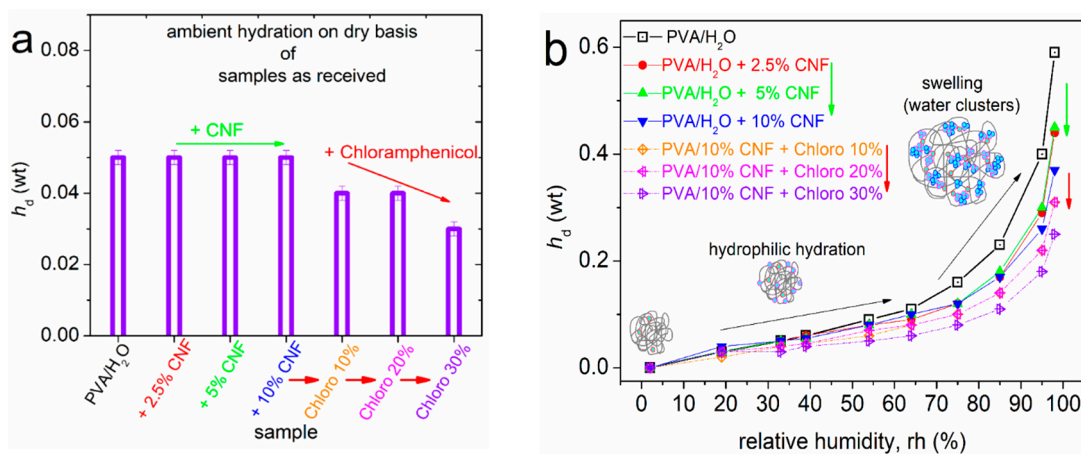 a
ambient hydration on dry basis
of
samples as received
+ CNF
+ Chloramphenicol
h_d (wt)
0.08
0.06
0.04
0.02
0.00
PVA/H₂O
+ 2.5% CNF
+ 5% CNF
+ 10% CNF
Chloro 10%
Chloro 20%
Chloro 30%
sample
b
PVA/H₂O
PVA/H₂O + 2.5% CNF
PVA/H₂O + 5% CNF
PVA/H₂O + 10% CNF
PVA/10% CNF + Chloro 10%
PVA/10% CNF + Chloro 20%
PVA/10% CNF + Chloro 30%
swelling
(water clusters)
hydrophilic hydration
h_d (wt)
0.6
0.4
0.2
0.0
0 10 20 30 40 50 60 70 80 90 100
relative humidity, rh (%)